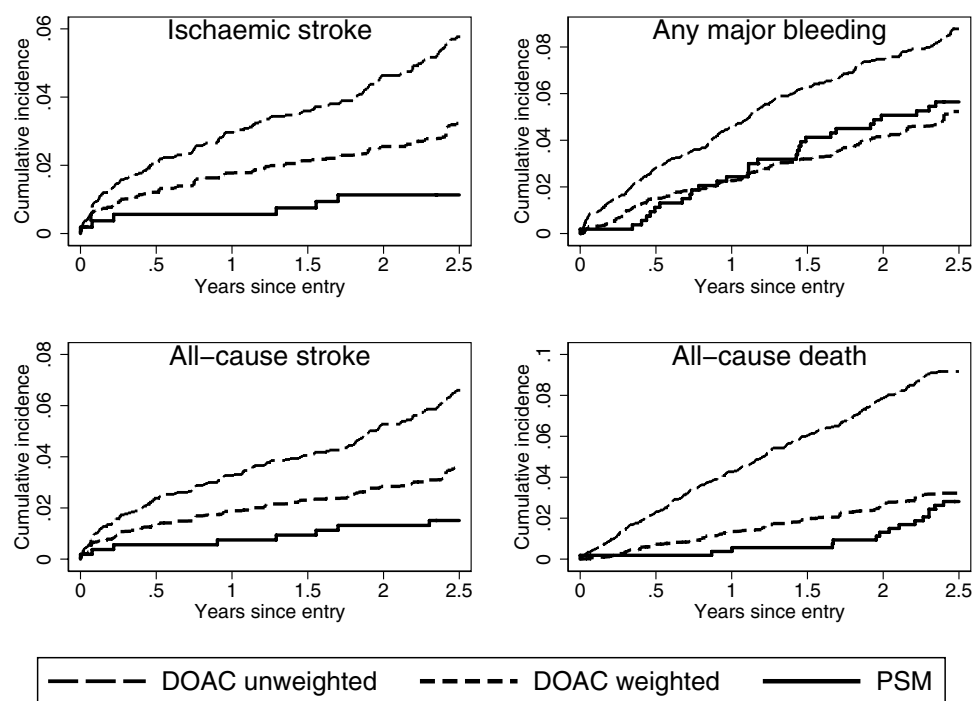 Ischaemic stroke
Cumulative incidence
0 .02 .04 .06
0 .5 1 1.5 2 2.5
Years since entry
Any major bleeding
Cumulative incidence
0 .02 .04 .06 .08
0 .5 1 1.5 2 2.5
Years since entry
All-cause stroke
Cumulative incidence
0 .02 .04 .06 .08
0 .5 1 1.5 2 2.5
Years since entry
All-cause death
Cumulative incidence
0 .02 .04 .06 .08 .1
0 .5 1 1.5 2 2.5
Years since entry
DOAC unweighted DOAC weighted PSM